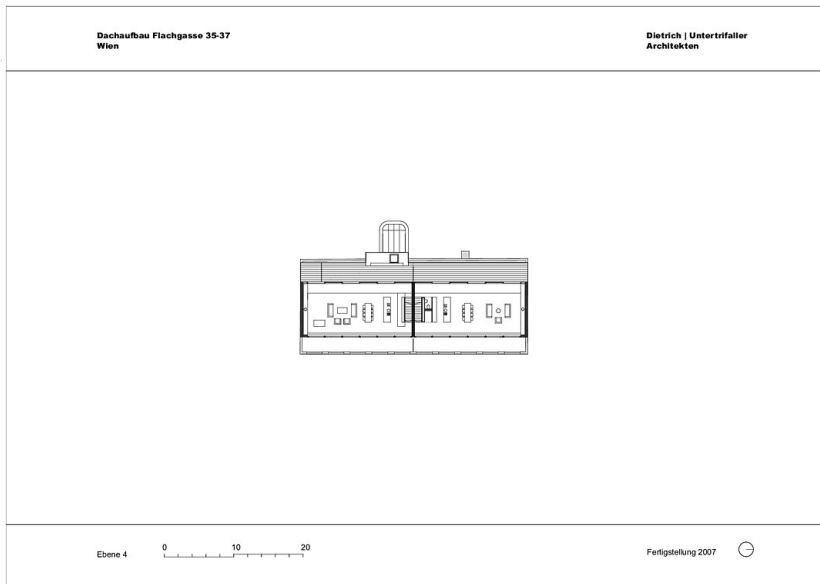 Dachaufbau Flachgasse 35-37
Wien
Dietrich | Untertrifaller
Architekten
Ebene 4
0 10 20
Fertigstellung 2007